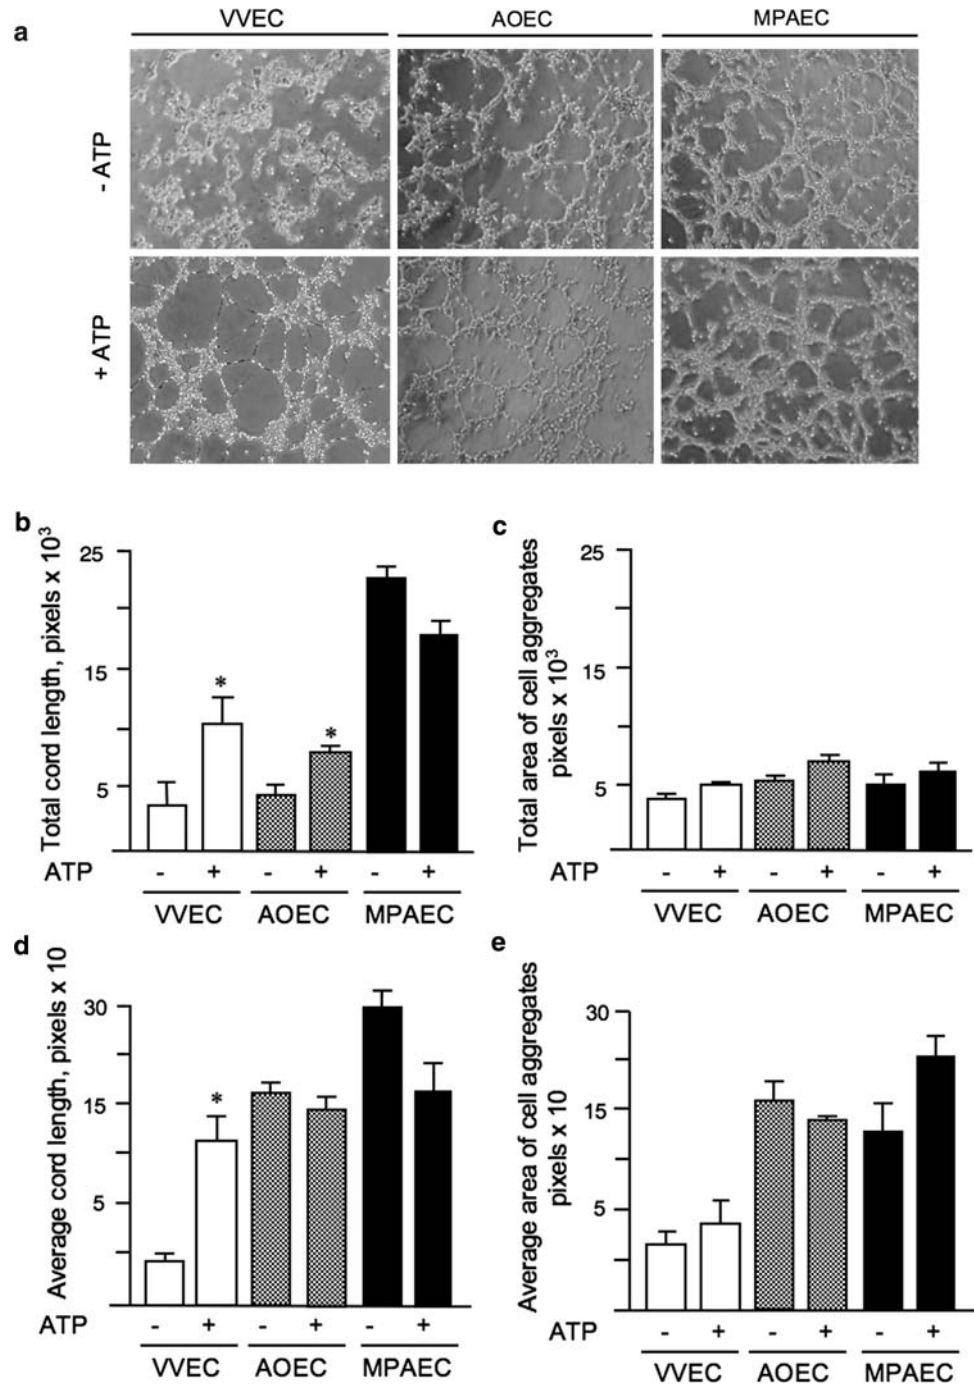 VVEC AOEC MPAEC
a
- ATP
+ ATP
b
Total cord length, pixels x 10³
25
15
5
ATP - + - + - +
VVEC AOEC MPAEC
* *
c
Total area of cell aggregates
pixels x 10³
25
15
5
- + - + - +
VVEC AOEC MPAEC
d
Average cord length, pixels x 10
30
15
5
*
ATP - + - + - +
VVEC AOEC MPAEC
e
Average area of cell aggregates
pixels x 10
30
15
5
ATP - + - + - +
VVEC AOEC MPAEC